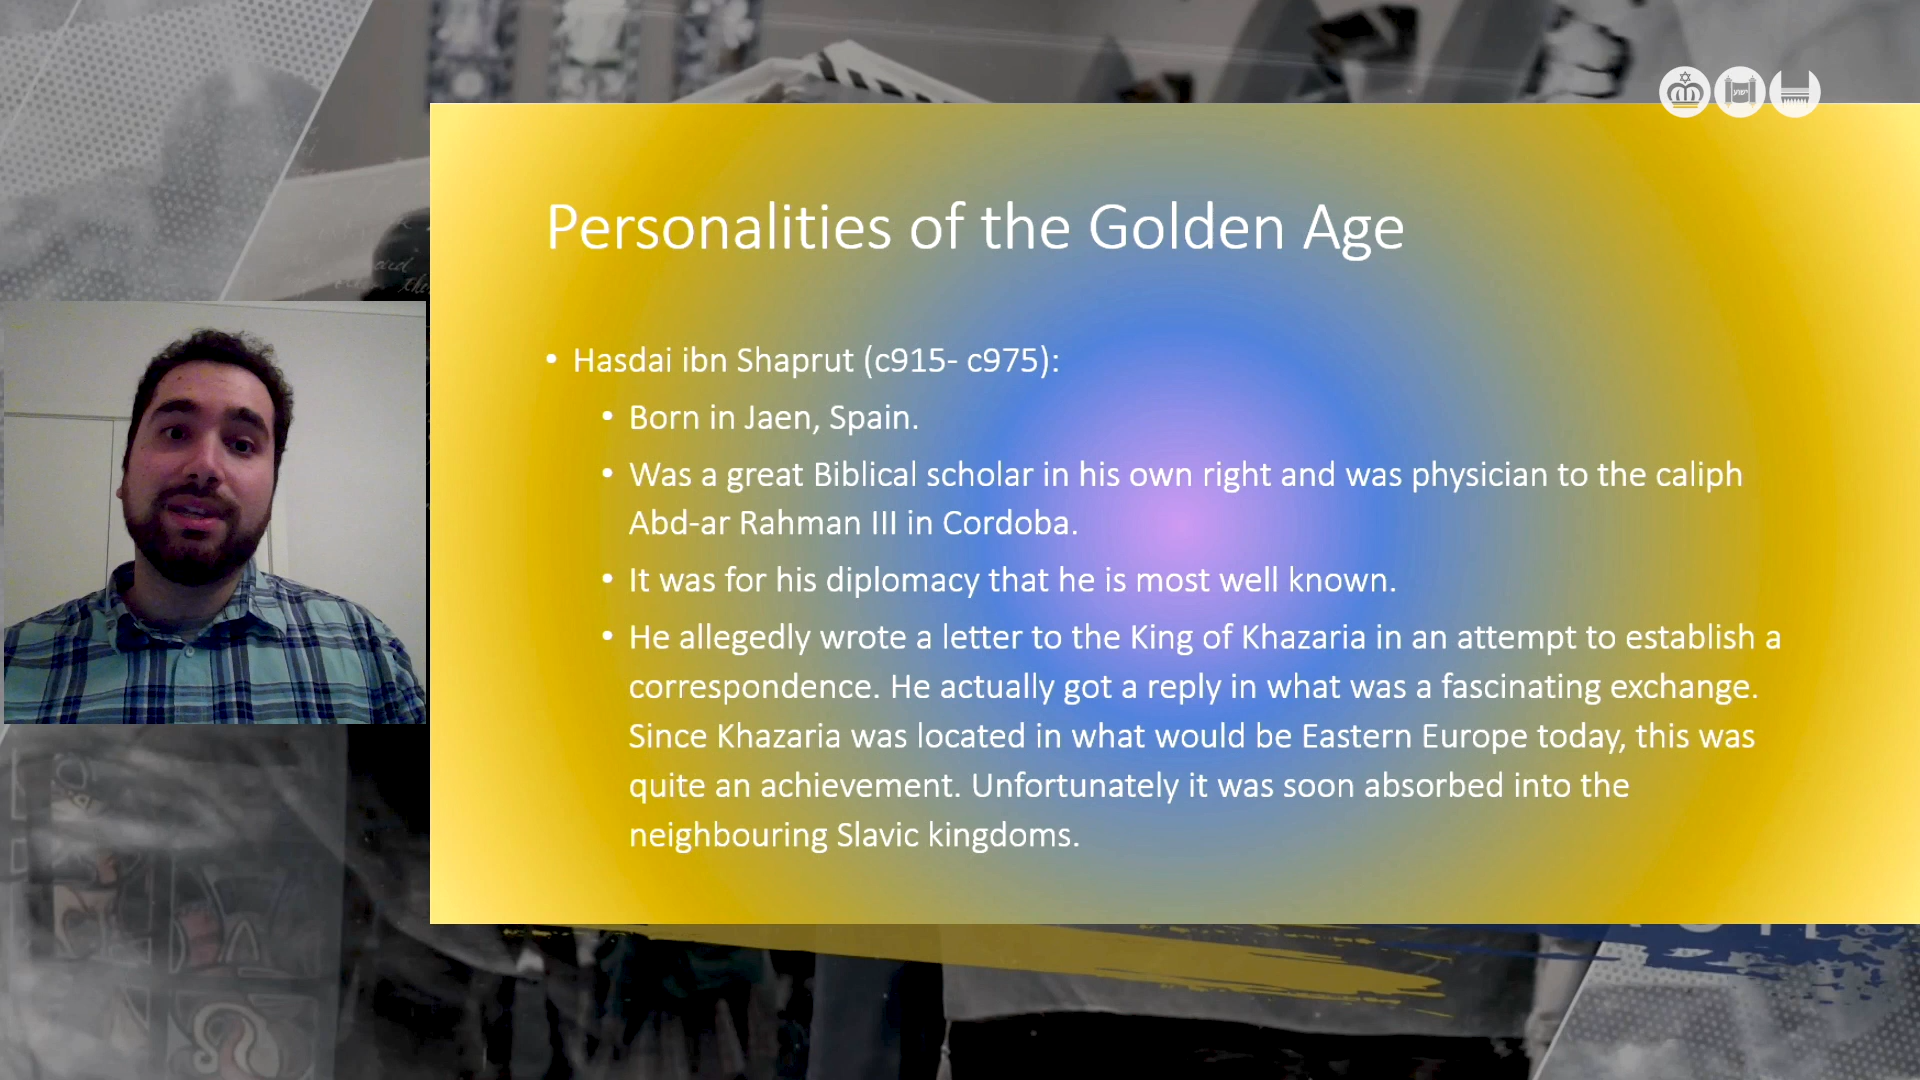 Personalities of the Golden Age
• Hasdai ibn Shaprut (c915- c975):
• Born in Jaen, Spain.
• Was a great Biblical scholar in his own right and was physician to the caliph
Abd-ar Rahman III in Cordoba.
• It was for his diplomacy that he is most well known.
• He allegedly wrote a letter to the King of Khazaria in an attempt to establish a
correspondence. He actually got a reply in what was a fascinating exchange.
Since Khazaria was located in what would be Eastern Europe today, this was
quite an achievement. Unfortunately it was soon absorbed into the
neighbouring Slavic kingdoms.